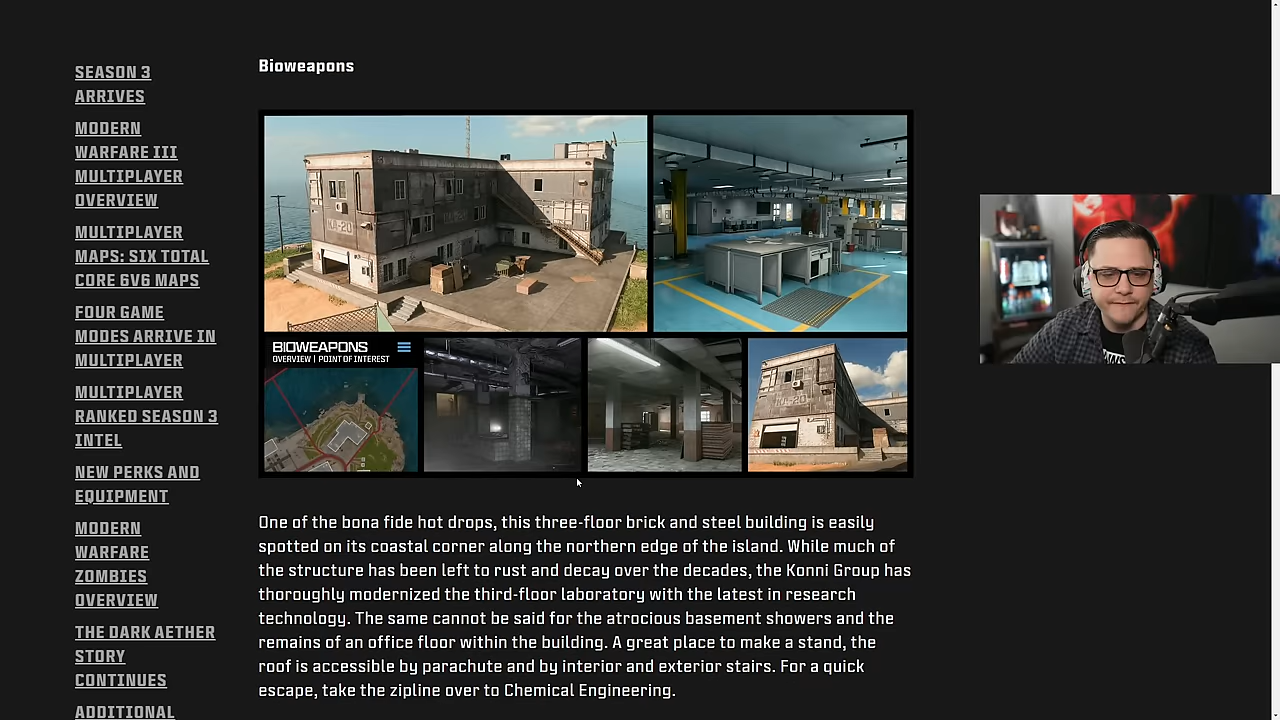 SEASON 3
ARRIVES
MODERN
WARFARE III
MULTIPLAYER
OVERVIEW
MULTIPLAYER
MAPS: SIX TOTAL
CORE 6V6 MAPS
FOUR GAME
MODES ARRIVE IN
MULTIPLAYER
MULTIPLAYER
RANKED SEASON 3
INTEL
NEW PERKS AND
EQUIPMENT
MODERN
WARFARE
ZOMBIES
OVERVIEW
THE DARK AETHER
STORY
CONTINUES
ADDITIONAL
Bioweapons
KA-20
BIOWEAPONS
OVERVIEW | POINT OF INTEREST
KA-20
One of the bona fide hot drops, this three-floor brick and steel building is easily
spotted on its coastal corner along the northern edge of the island. While much of
the structure has been left to rust and decay over the decades, the Konni Group has
thoroughly modernized the third-floor laboratory with the latest in research
technology. The same cannot be said for the atrocious basement showers and the
remains of an office floor within the building. A great place to make a stand, the
roof is accessible by parachute and by interior and exterior stairs. For a quick
escape, take the zipline over to Chemical Engineering.